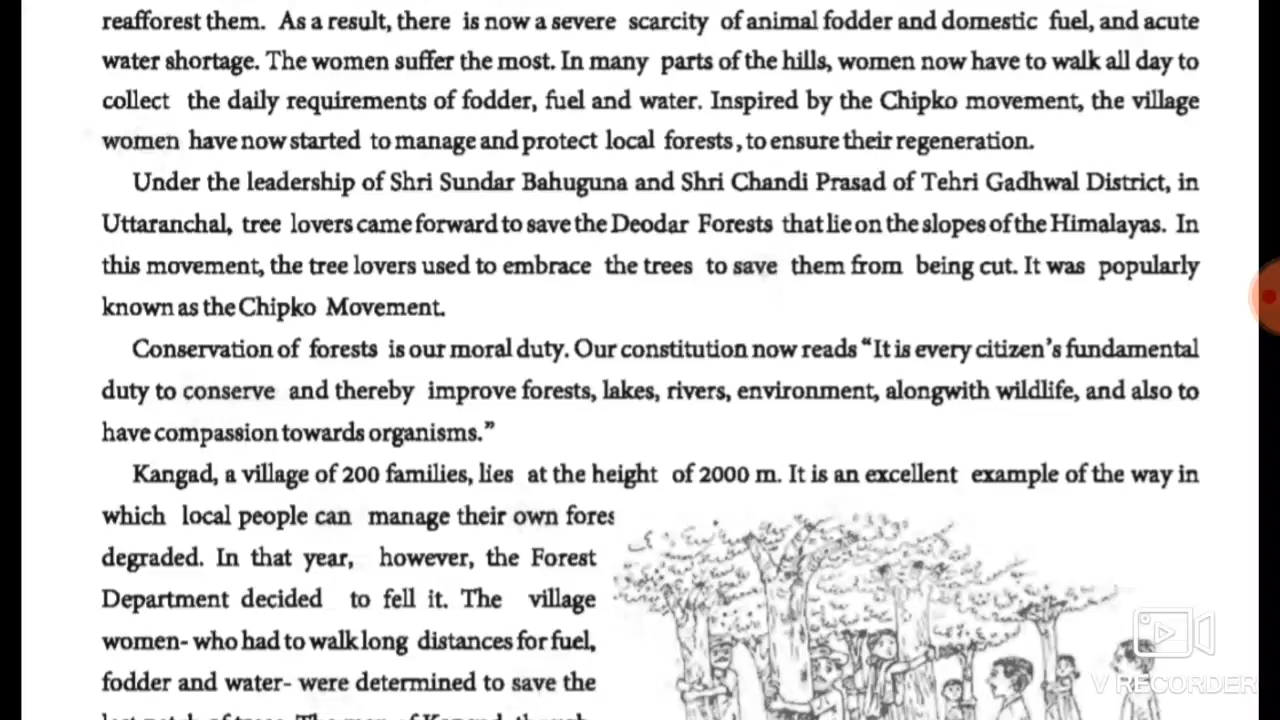 reafforest them. As a result, there is now a severe scarcity of animal fodder and domestic fuel, and acute
water shortage. The women suffer the most. In many parts of the hills, women now have to walk all day to
collect the daily requirements of fodder, fuel and water. Inspired by the Chipko movement, the village
women have now started to manage and protect local forests, to ensure their regeneration.
Under the leadership of Shri Sundar Bahuguna and Shri Chandi Prasad of Tehri Gadhwal District, in
Uttaranchal, tree lovers came forward to save the Deodar Forests that lie on the slopes of the Himalayas. In
this movement, the tree lovers used to embrace the trees to save them from being cut. It was popularly
known as the Chipko Movement.
Conservation of forests is our moral duty. Our constitution now reads “It is every citizen’s fundamental
duty to conserve and thereby improve forests, lakes, rivers, environment, alongwith wildlife, and also to
have compassion towards organisms.”
Kangad, a village of 200 families, lies at the height of 2000 m. It is an excellent example of the way in
which local people can manage their own fores
degraded. In that year, however, the Forest
Department decided to fell it. The village
women- who had to walk long distances for fuel,
fodder and water- were determined to save the
V RECORDER